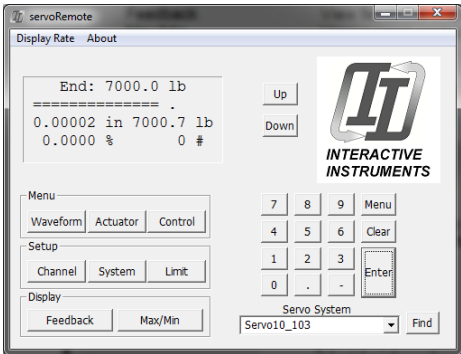 servoRemote
Display Rate About
End: 7000.0 lb
============== .
0.00002 in 7000.7 lb
0.0000 % 0 #
Up
Down
INTERACTIVE
INSTRUMENTS
Menu
Waveform Actuator Control
Setup
Channel System Limit
Display
Feedback Max/Min
7 8 9 Menu
4 5 6 Clear
1 2 3 Enter
0 . -
Servo System
Servo10_103 Find